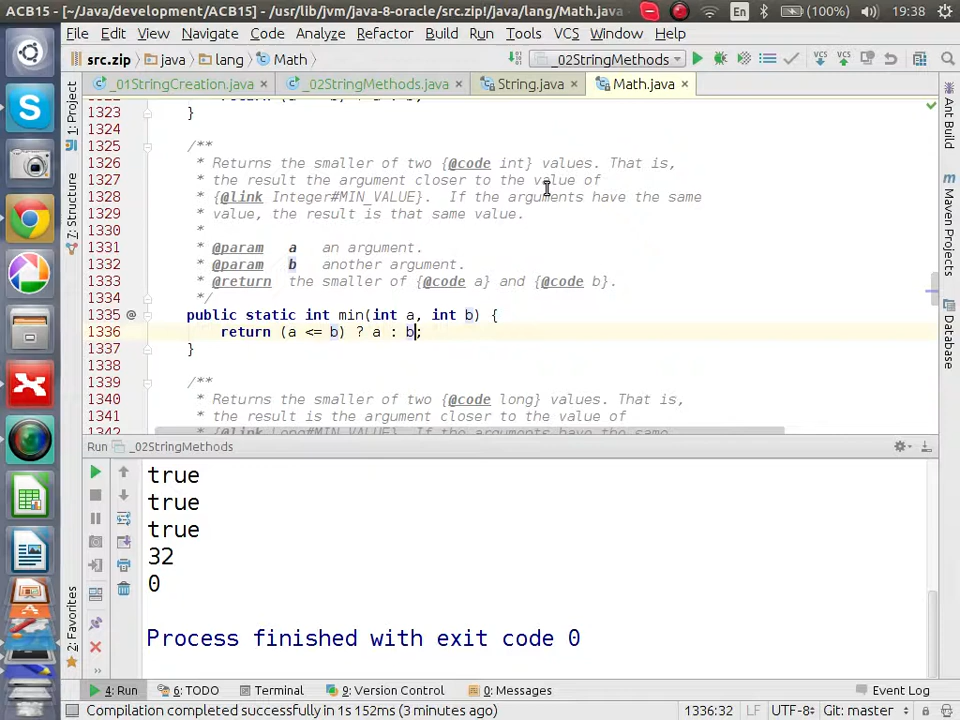 ACB15 - [~/Java/development/ACB15] - /usr/lib/jvm/java-8-oracle/src.zip!/java/lang/Math.java
En
(100%)
19:38
File Edit View Navigate Code Analyze Refactor Build Run Tools VCS Window Help
src.zip java lang Math
_02StringMethods
VCS VCS
_01StringCreation.java _02StringMethods.java String.java Math.java
1: Project
7: Structure
2: Favorites
Ant Build
Maven Projects
Database
1323 }
1324
1325 /**
1326 * Returns the smaller of two {@code int} values. That is,
1327 * the result the argument closer to the value of
1328 * {@link Integer#MIN_VALUE}.  If the arguments have the same
1329 * value, the result is that same value.
1330 *
1331 * @param   a   an argument.
1332 * @param   b   another argument.
1333 * @return  the smaller of {@code a} and {@code b}.
1334 */
1335 @ public static int min(int a, int b) {
1336 return (a <= b) ? a : b;
1337 }
1338
1339 /**
1340 * Returns the smaller of two {@code long} values. That is,
1341 * the result is the argument closer to the value of
1342 * {@link Long#MIN_VALUE}. If the arguments have the same
Run _02StringMethods
true
true
true
32
0
Process finished with exit code 0
4: Run 6: TODO Terminal 9: Version Control 0: Messages Event Log
Compilation completed successfully in 1s 152ms (3 minutes ago) 1336:32 LF UTF-8 Git: master